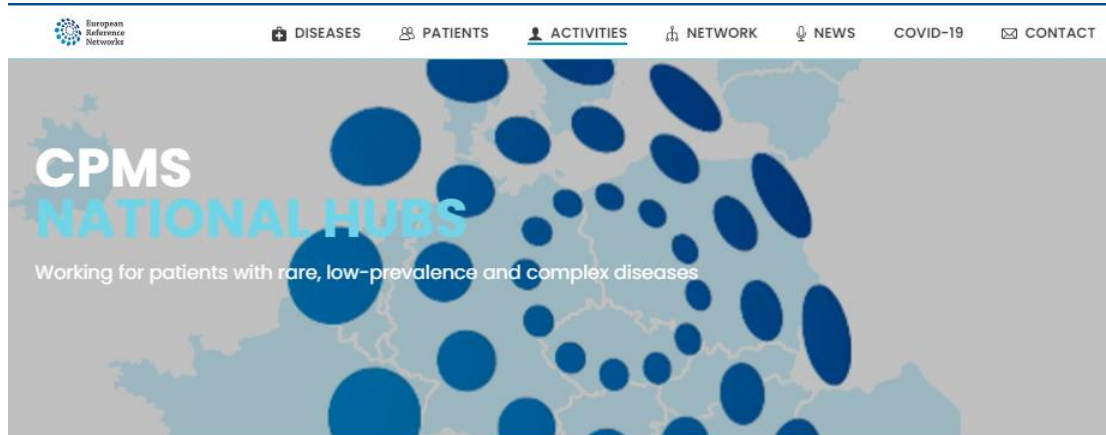 European
Reference
Networks
DISEASES
PATIENTS
ACTIVITIES
NETWORK
NEWS
COVID-19
CONTACT
CPMS
NATIONAL HUBS
Working for patients with rare, low-prevalence and complex diseases